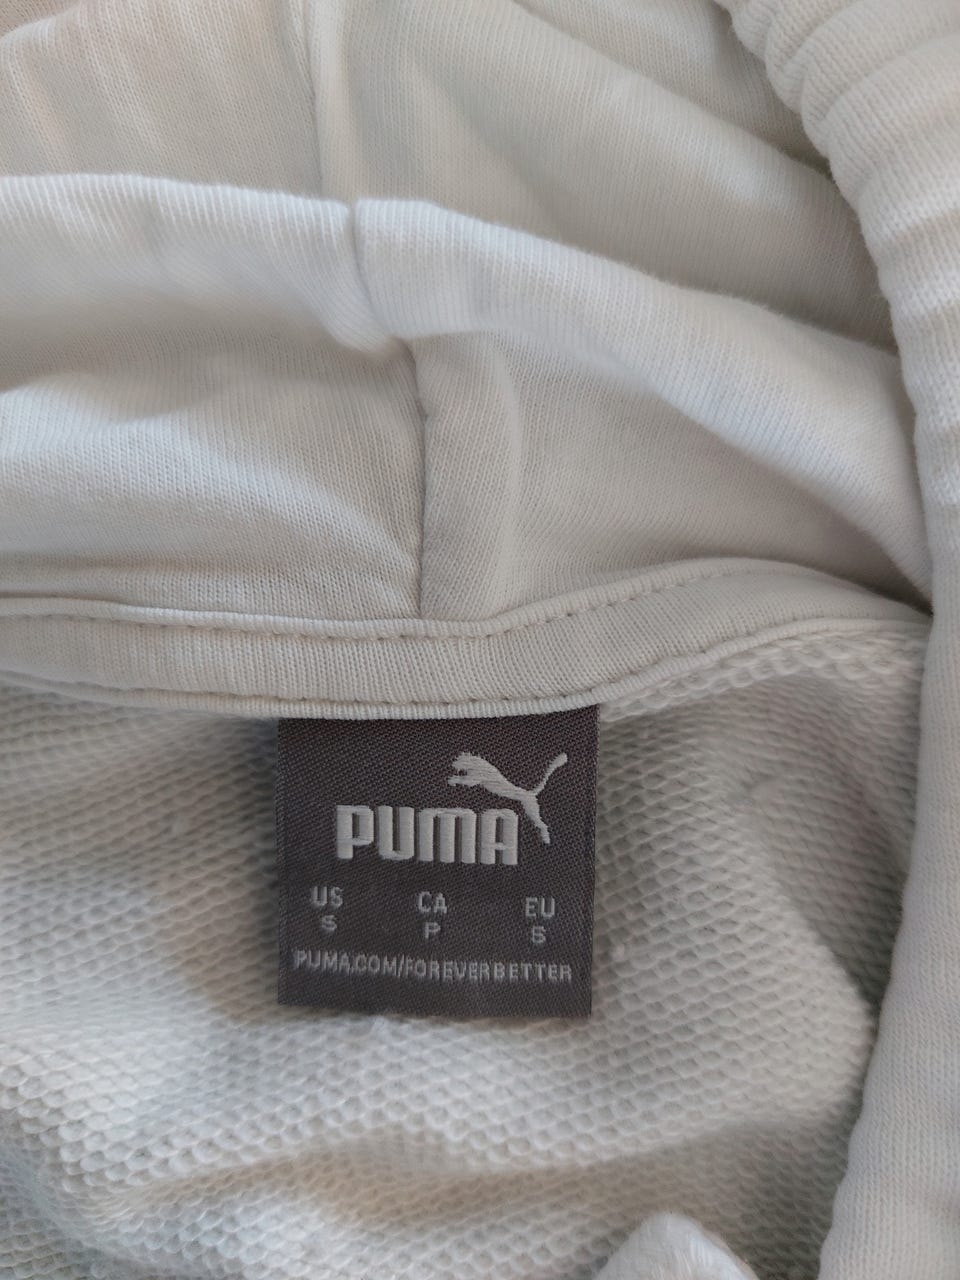 PUMA
US CA EU
S P S
PUMA.COM/FOREVERBETTER